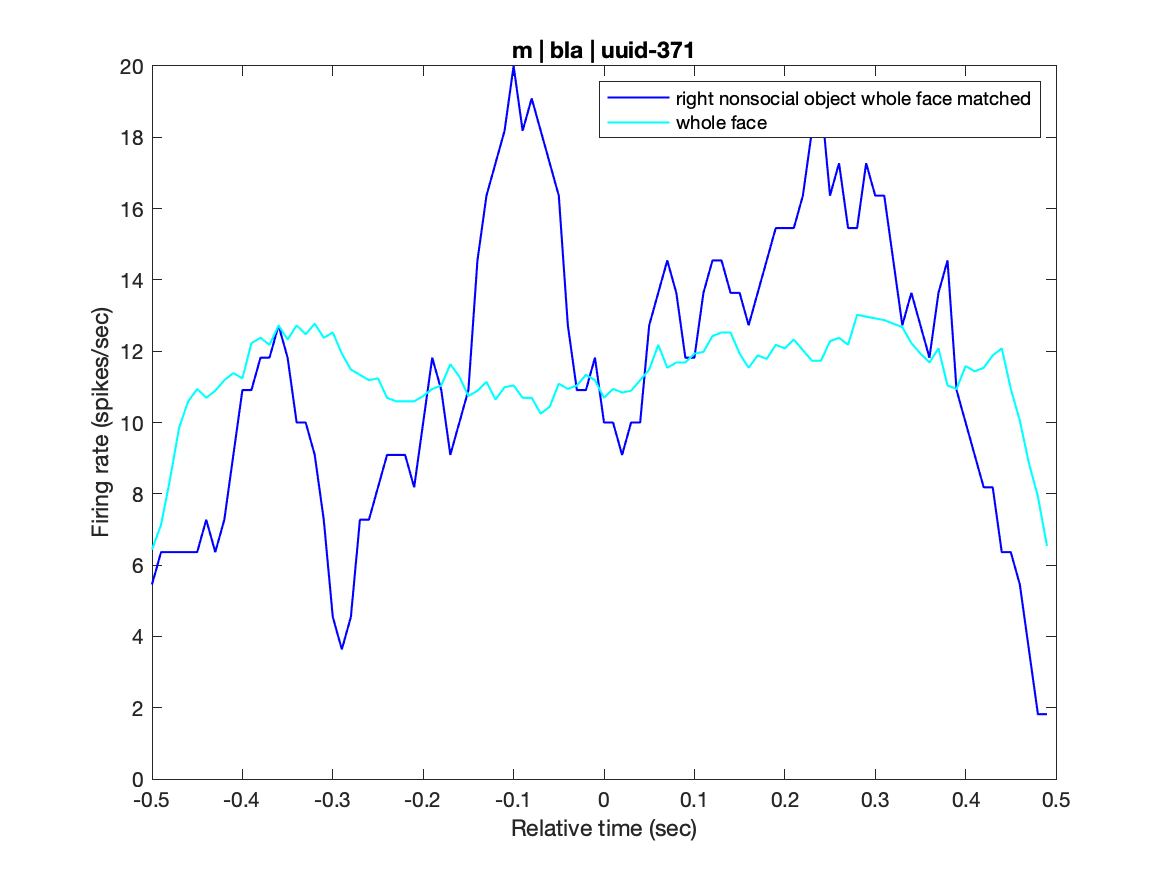 m | bla | uuid-371
20
18
16
14
12
10
8
6
4
2
0
Firing rate (spikes/sec)
right nonsocial object whole face matched
whole face
-0.5 -0.4 -0.3 -0.2 -0.1 0 0.1 0.2 0.3 0.4 0.5
Relative time (sec)